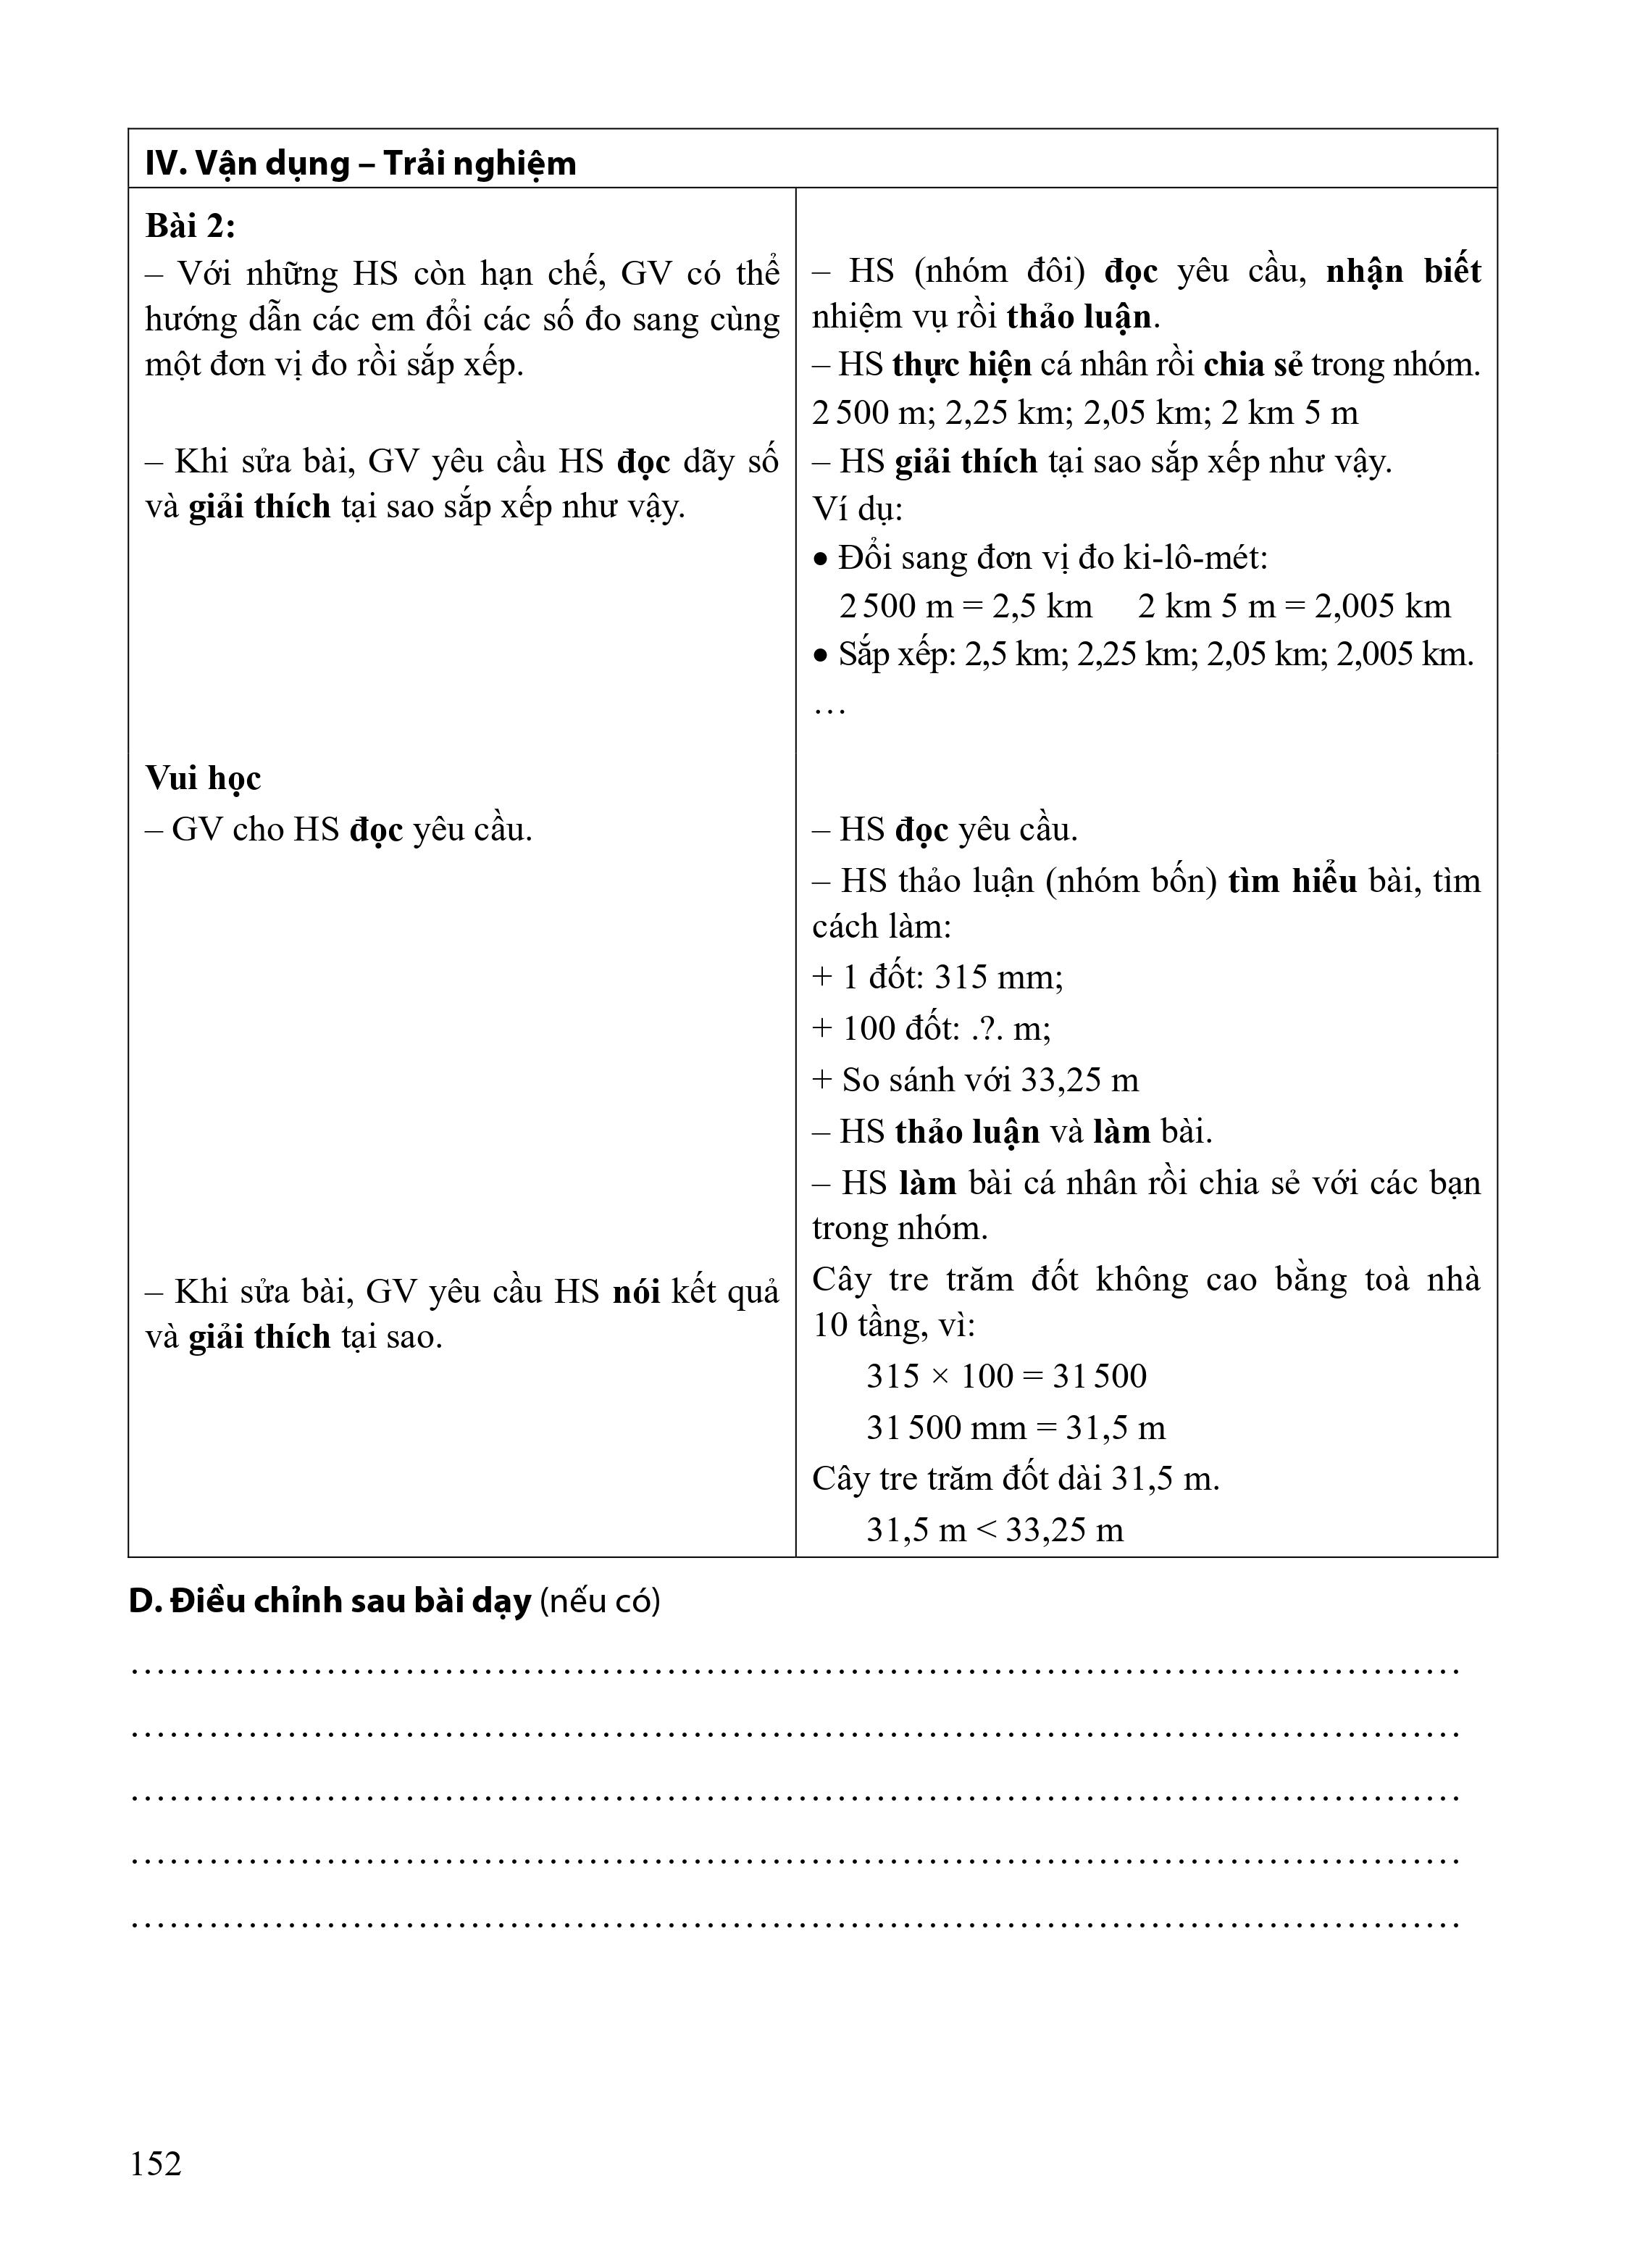 IV. Vận dụng – Trải nghiệm
Bài 2:
– Với những HS còn hạn chế, GV có thể
hướng dẫn các em đổi các số đo sang cùng
một đơn vị đo rồi sắp xếp.
– Khi sửa bài, GV yêu cầu HS đọc dãy số
và giải thích tại sao sắp xếp như vậy.
– HS (nhóm đôi) đọc yêu cầu, nhận biết
nhiệm vụ rồi thảo luận.
– HS thực hiện cá nhân rồi chia sẻ trong nhóm.
2 500 m; 2,25 km; 2,05 km; 2 km 5 m
– HS giải thích tại sao sắp xếp như vậy.
Ví dụ:
• Đổi sang đơn vị đo ki-lô-mét:
2 500 m = 2,5 km 2 km 5 m = 2,005 km
• Sắp xếp: 2,5 km; 2,25 km; 2,05 km; 2,005 km.
…
Vui học
– GV cho HS đọc yêu cầu.
– Khi sửa bài, GV yêu cầu HS nói kết quả
và giải thích tại sao.
– HS đọc yêu cầu.
– HS thảo luận (nhóm bốn) tìm hiểu bài, tìm
cách làm:
+ 1 đốt: 315 mm;
+ 100 đốt: .?. m;
+ So sánh với 33,25 m
– HS thảo luận và làm bài.
– HS làm bài cá nhân rồi chia sẻ với các bạn
trong nhóm.
Cây tre trăm đốt không cao bằng toà nhà
10 tầng, vì:
315 × 100 = 31 500
31 500 mm = 31,5 m
Cây tre trăm đốt dài 31,5 m.
31,5 m < 33,25 m
D. Điều chỉnh sau bài dạy (nếu có)
152